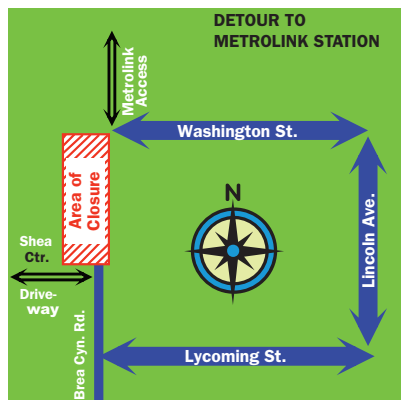 DETOUR TO
METROLINK STATION
Metrolink
Access
Washington St.
Area of
Closure
N
Lincoln Ave.
Shea
Ctr.
Drive-
way
Brea Cyn. Rd.
Lycoming St.